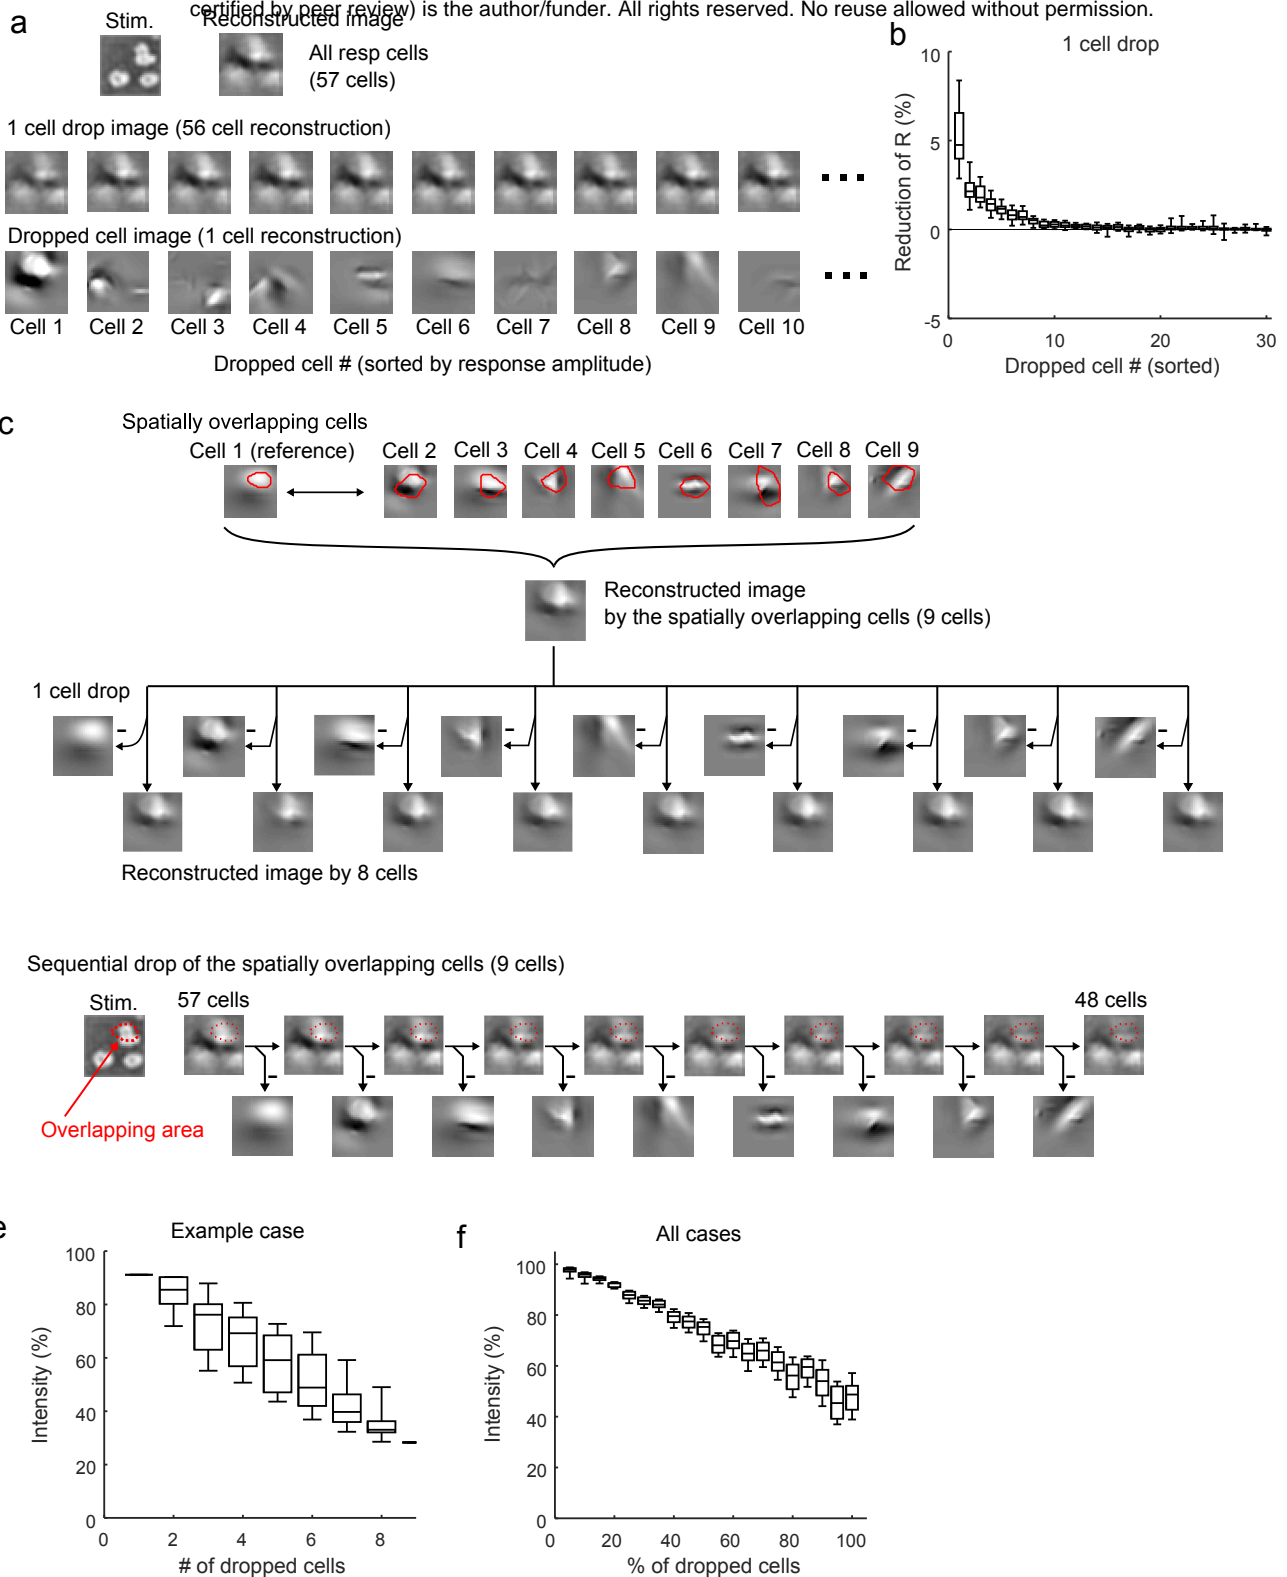 certified by peer review) is the author/funder. All rights reserved. No reuse allowed without permission.
a
Stim.
Reconstructed image
All resp cells
(57 cells)
1 cell drop image (56 cell reconstruction)
Dropped cell image (1 cell reconstruction)
Cell 1 Cell 2 Cell 3 Cell 4 Cell 5 Cell 6 Cell 7 Cell 8 Cell 9 Cell 10
Dropped cell # (sorted by response amplitude)
b
1 cell drop
Reduction of R (%)
10
5
0
-5
0 10 20 30
Dropped cell # (sorted)
c
Spatially overlapping cells
Cell 1 (reference) Cell 2 Cell 3 Cell 4 Cell 5 Cell 6 Cell 7 Cell 8 Cell 9
Reconstructed image
by the spatially overlapping cells (9 cells)
1 cell drop
- - - - - - - - -
Reconstructed image by 8 cells
Sequential drop of the spatially overlapping cells (9 cells)
Stim. 57 cells 48 cells
- - - - - - - - -
Overlapping area
e
Example case
Intensity (%)
100
80
60
40
20
0
0 2 4 6 8
# of dropped cells
f
All cases
Intensity (%)
100
80
60
40
20
0
0 20 40 60 80 100
% of dropped cells